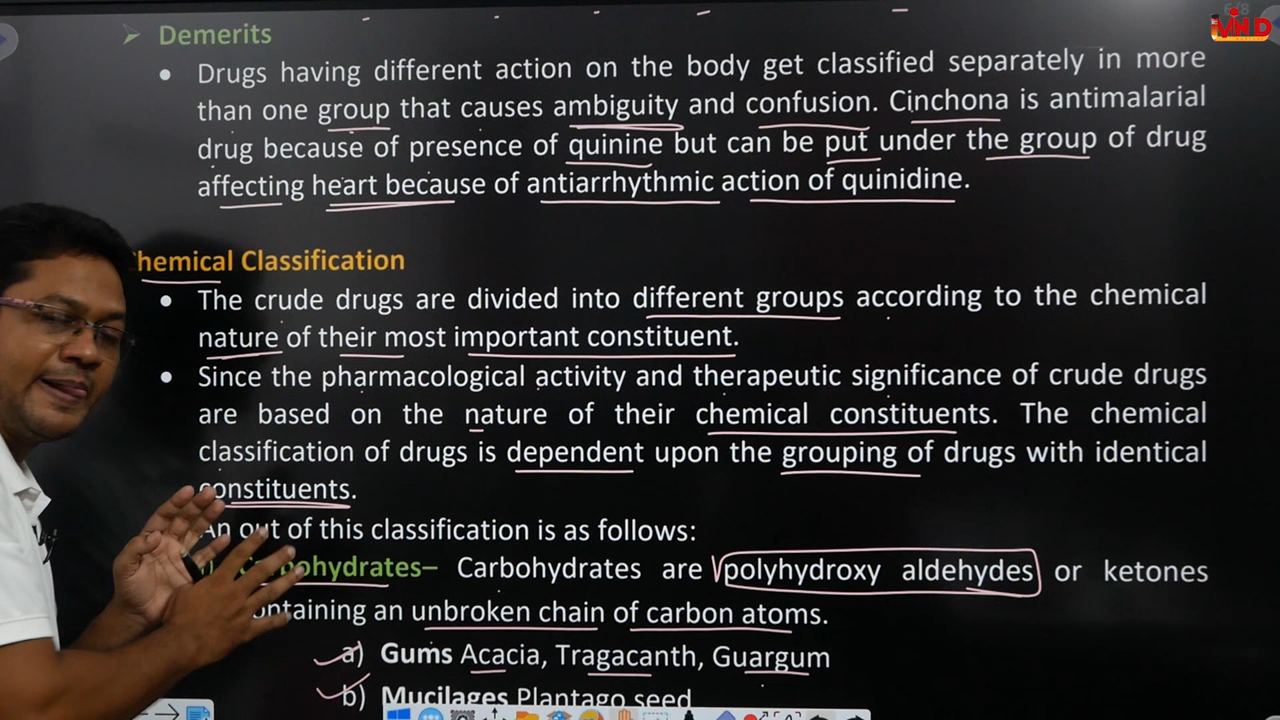 6/8
VND
➢ Demerits
• Drugs having different action on the body get classified separately in more
than one group that causes ambiguity and confusion. Cinchona is antimalarial
drug because of presence of quinine but can be put under the group of drug
affecting heart because of antiarrhythmic action of quinidine.
hemical Classification
• The crude drugs are divided into different groups according to the chemical
nature of their most important constituent.
• Since the pharmacological activity and therapeutic significance of crude drugs
are based on the nature of their chemical constituents. The chemical
classification of drugs is dependent upon the grouping of drugs with identical
constituents.
An out of this classification is as follows:
Carbohydrates– Carbohydrates are polyhydroxy aldehydes or ketones
ontaining an unbroken chain of carbon atoms.
a) Gums Acacia, Tragacanth, Guargum
b) Mucilages Plantago seed